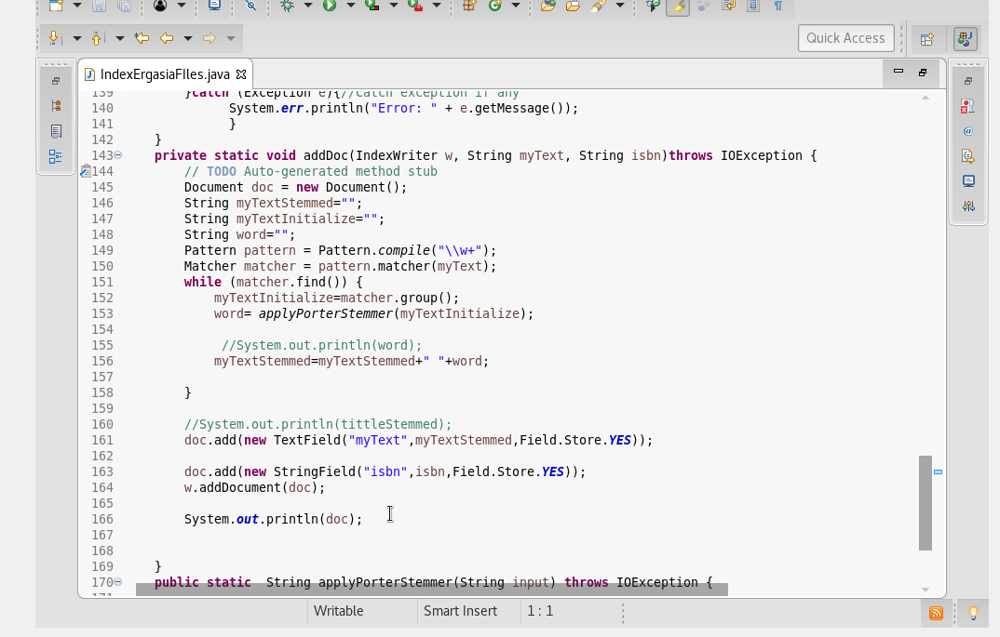 Quick Access
IndexErgasiaFIles.java
139 }catch (Exception e){//Catch exception if any
140 System.err.println("Error: " + e.getMessage());
141 }
142 }
143 private static void addDoc(IndexWriter w, String myText, String isbn)throws IOException {
144 // TODO Auto-generated method stub
145 Document doc = new Document();
146 String myTextStemmed="";
147 String myTextInitialize="";
148 String word="";
149 Pattern pattern = Pattern.compile("\\w+");
150 Matcher matcher = pattern.matcher(myText);
151 while (matcher.find()) {
152 myTextInitialize=matcher.group();
153 word= applyPorterStemmer(myTextInitialize);
154
155 //System.out.println(word);
156 myTextStemmed=myTextStemmed+" "+word;
157
158 }
159
160 //System.out.println(tittleStemmed);
161 doc.add(new TextField("myText",myTextStemmed,Field.Store.YES));
162
163 doc.add(new StringField("isbn",isbn,Field.Store.YES));
164 w.addDocument(doc);
165
166 System.out.println(doc);
167
168
169 }
170 public static  String applyPorterStemmer(String input) throws IOException {
171
Writable Smart Insert 1 : 1